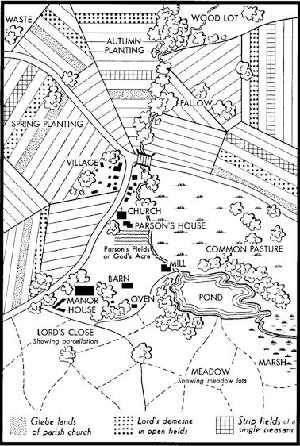 WASTE
WOOD LOT
AUTUMN
PLANTING
FALLOW
SPRING PLANTING
VILLAGE
CHURCH
PARSON'S HOUSE
Parson's Fields
or God's Acre
COMMON PASTURE
MILL
BARN
MANOR
HOUSE
OVEN
POND
LORD'S CLOSE
Showing parcellation
MEADOW
Showing meadow lots
MARSH
Glebe lands
of parish church
Lord's demesne
in open fields
Strip fields of a
single peasant